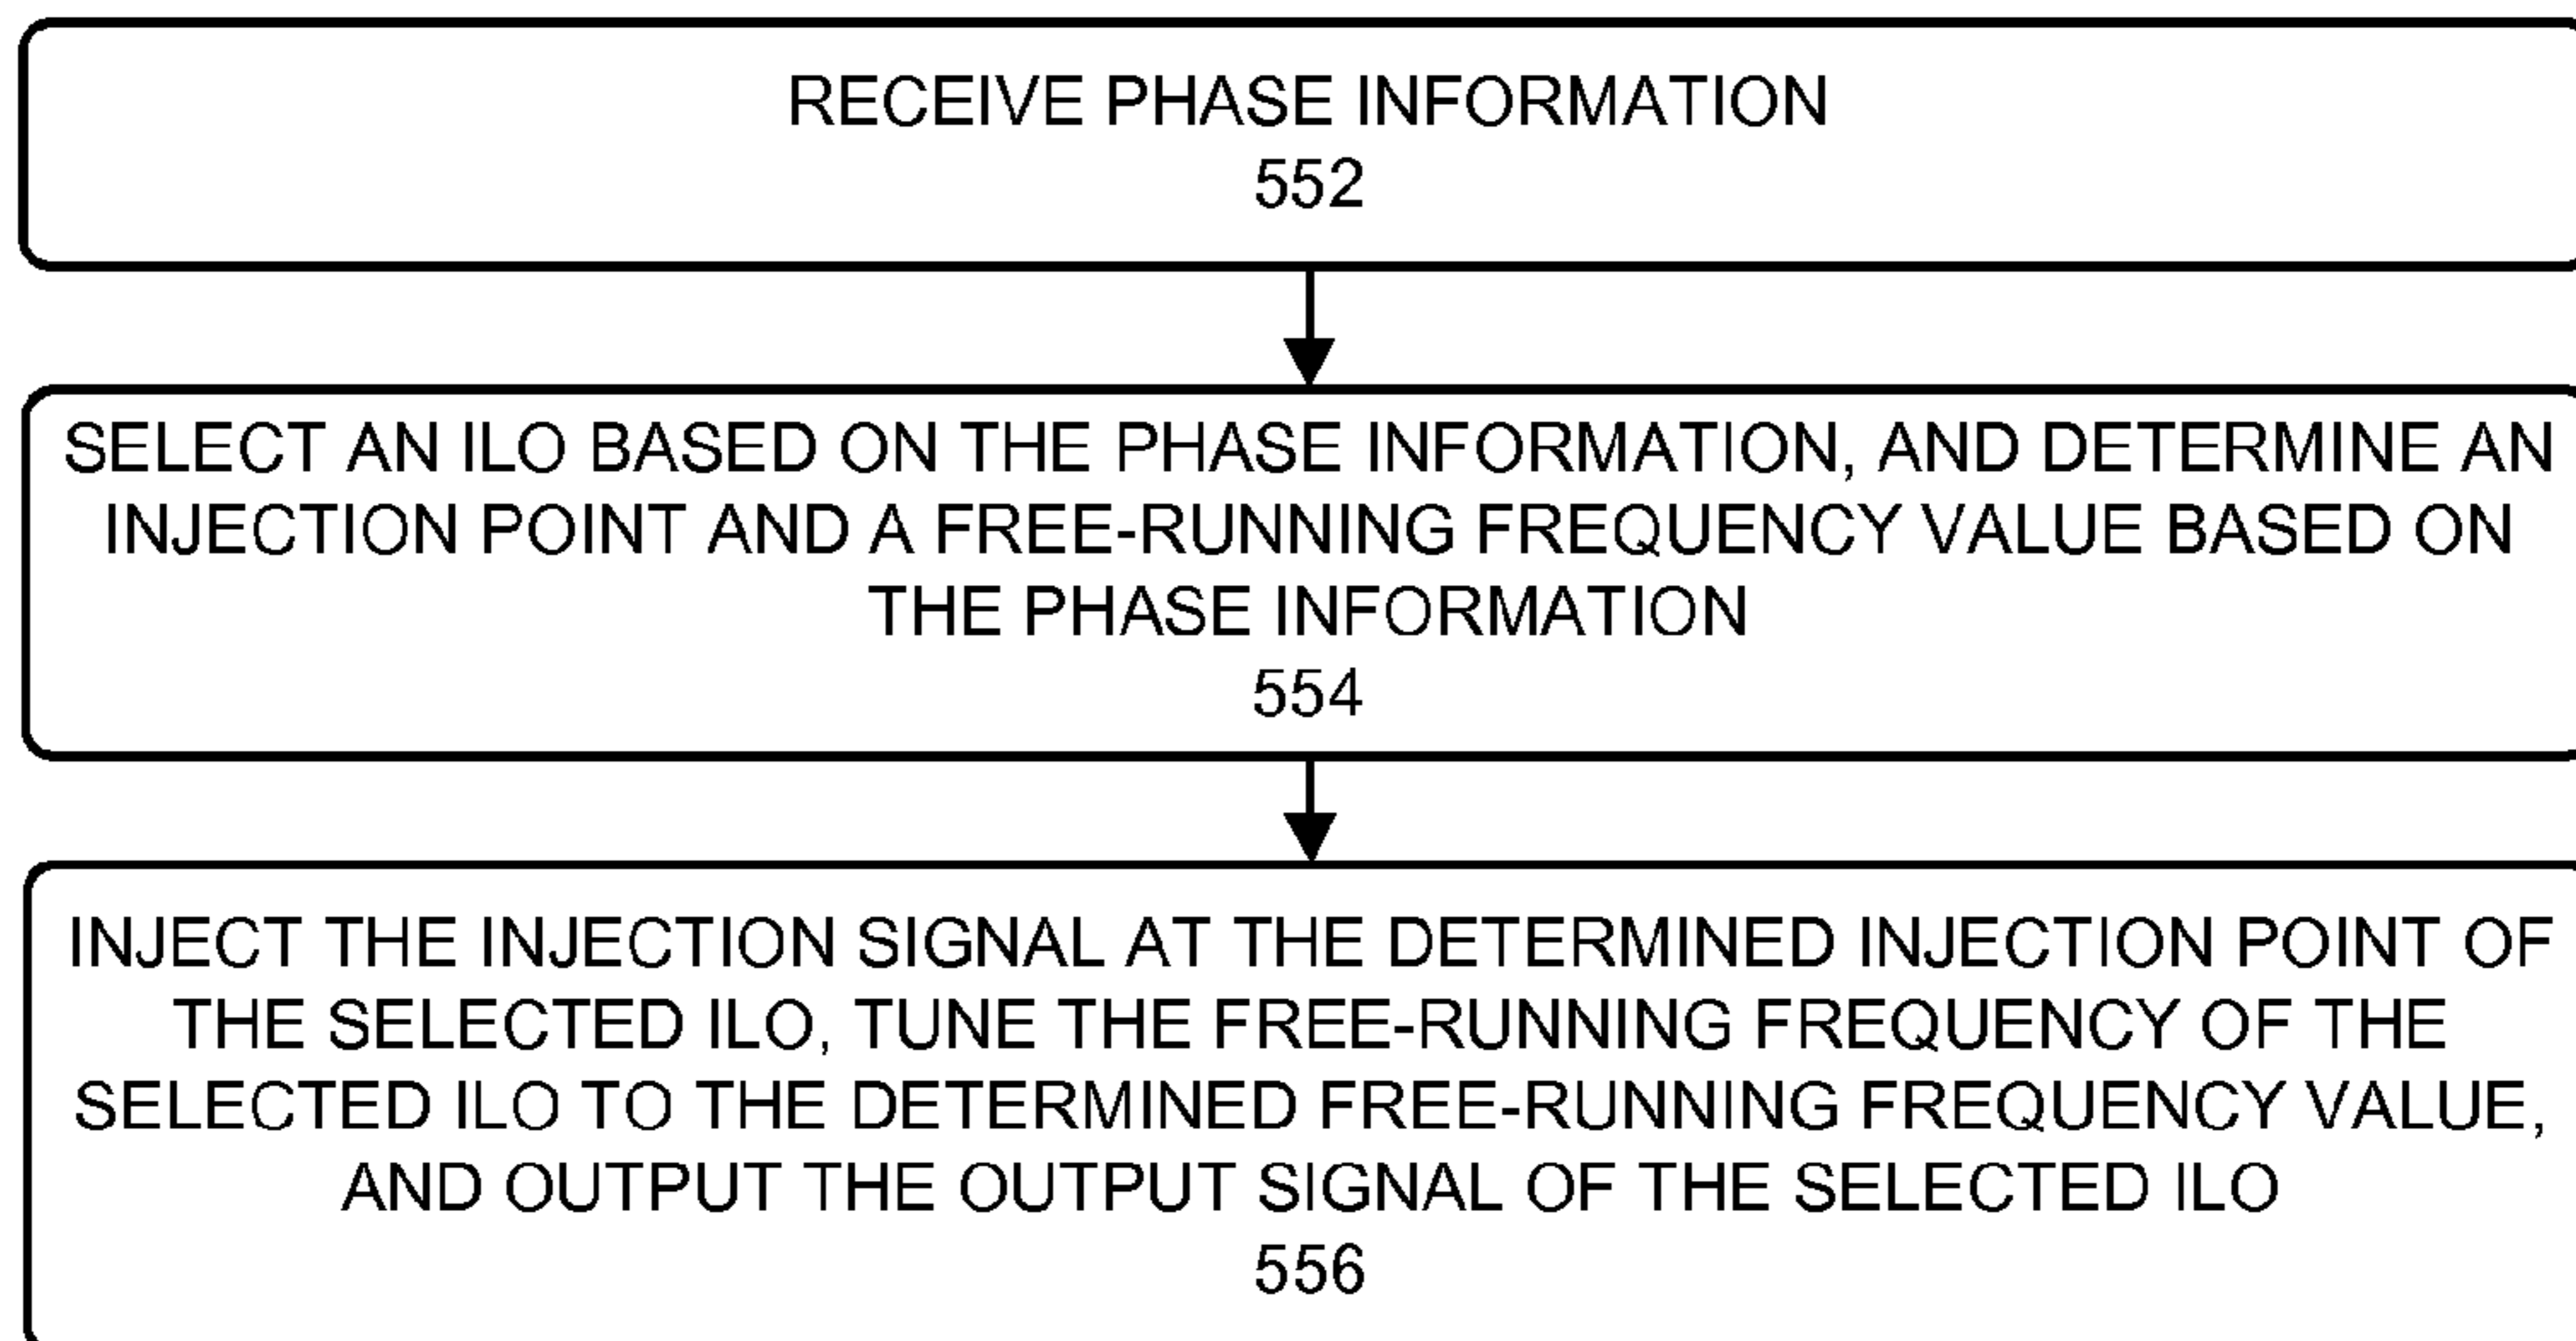 RECEIVE PHASE INFORMATION
552
SELECT AN ILO BASED ON THE PHASE INFORMATION, AND DETERMINE AN
INJECTION POINT AND A FREE-RUNNING FREQUENCY VALUE BASED ON
THE PHASE INFORMATION
554
INJECT THE INJECTION SIGNAL AT THE DETERMINED INJECTION POINT OF
THE SELECTED ILO, TUNE THE FREE-RUNNING FREQUENCY OF THE
SELECTED ILO TO THE DETERMINED FREE-RUNNING FREQUENCY VALUE,
AND OUTPUT THE OUTPUT SIGNAL OF THE SELECTED ILO
556